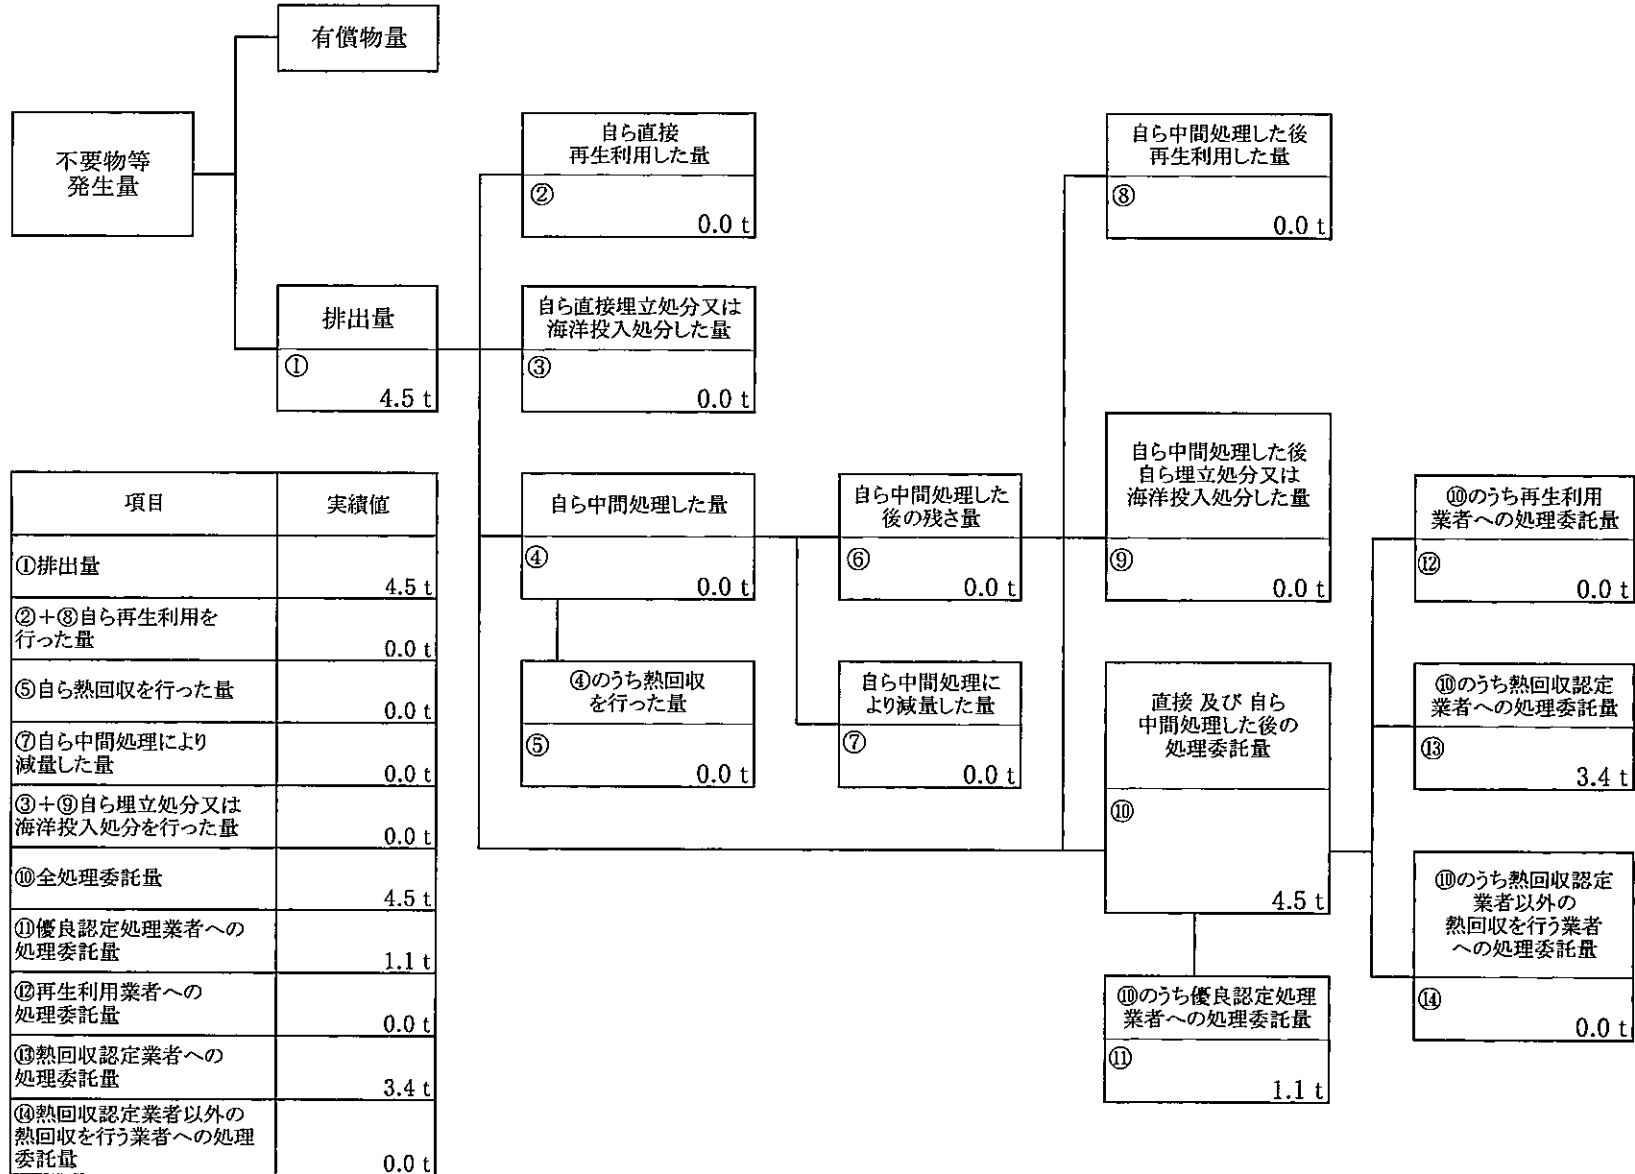 有償物量
不要物等
発生量
排出量
①
4.5 t
自ら直接
再生利用した量
②
0.0 t
自ら直接埋立処分又は
海洋投入処分した量
③
0.0 t
自ら中間処理した量
④
0.0 t
④のうち熱回収
を行った量
⑤
0.0 t
自ら中間処理した
後の残さ量
⑥
0.0 t
自ら中間処理に
より減量した量
⑦
0.0 t
自ら中間処理した後
再生利用した量
⑧
0.0 t
自ら中間処理した後
自ら埋立処分又は
海洋投入処分した量
⑨
0.0 t
直接 及び 自ら
中間処理した後の
処理委託量
⑩
4.5 t
⑩のうち優良認定処理
業者への処理委託量
⑪
1.1 t
⑩のうち再生利用
業者への処理委託量
⑫
0.0 t
⑩のうち熱回収認定
業者への処理委託量
⑬
3.4 t
⑩のうち熱回収認定
業者以外の
熱回収を行う業者
への処理委託量
⑭
0.0 t
項目 実績値
①排出量
4.5 t
②+⑧自ら再生利用を
行った量
0.0 t
⑤自ら熱回収を行った量
0.0 t
⑦自ら中間処理により
減量した量
0.0 t
③+⑨自ら埋立処分又は
海洋投入処分を行った量
0.0 t
⑩全処理委託量
4.5 t
⑪優良認定処理業者への
処理委託量
1.1 t
⑫再生利用業者への
処理委託量
0.0 t
⑬熱回収認定業者への
処理委託量
3.4 t
⑭熱回収認定業者以外の
熱回収を行う業者への処理
委託量
0.0 t